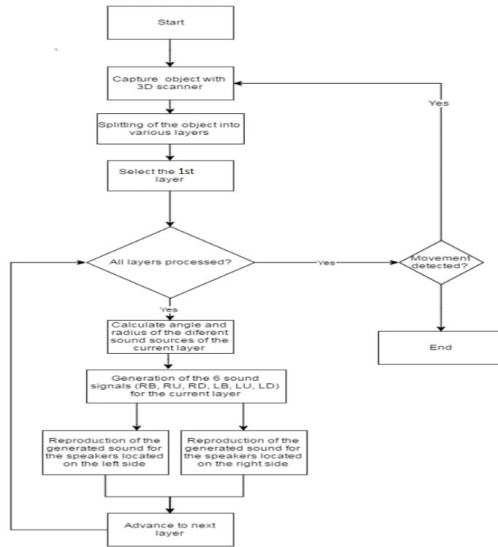 Start
Capture object with
3D scanner
Yes
Splitting of the object into
various layers
Select the 1st
layer
All layers processed?
Yes
Movement
detected?
Yes
Calculate angle and
radius of the diferent
sound sources of the
current layer
End
Generation of the 6 sound
signals (RB, RU, RD, LB, LU, LD)
for the current layer
Reproduction of the
generated sound for
the speakers located
on the left side
Reproduction of the
generated sound for
the speakers located
on the right side
Advance to next
layer